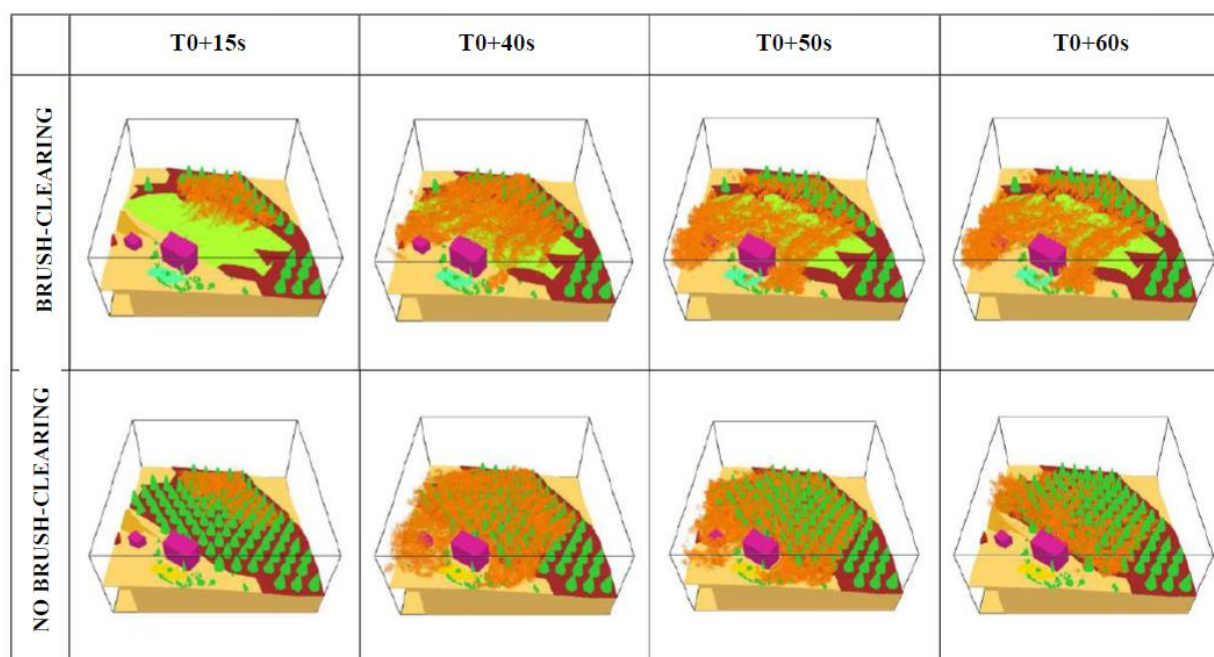 T0+15s
T0+40s
T0+50s
T0+60s
BRUSH-CLEARING
NO BRUSH-CLEARING